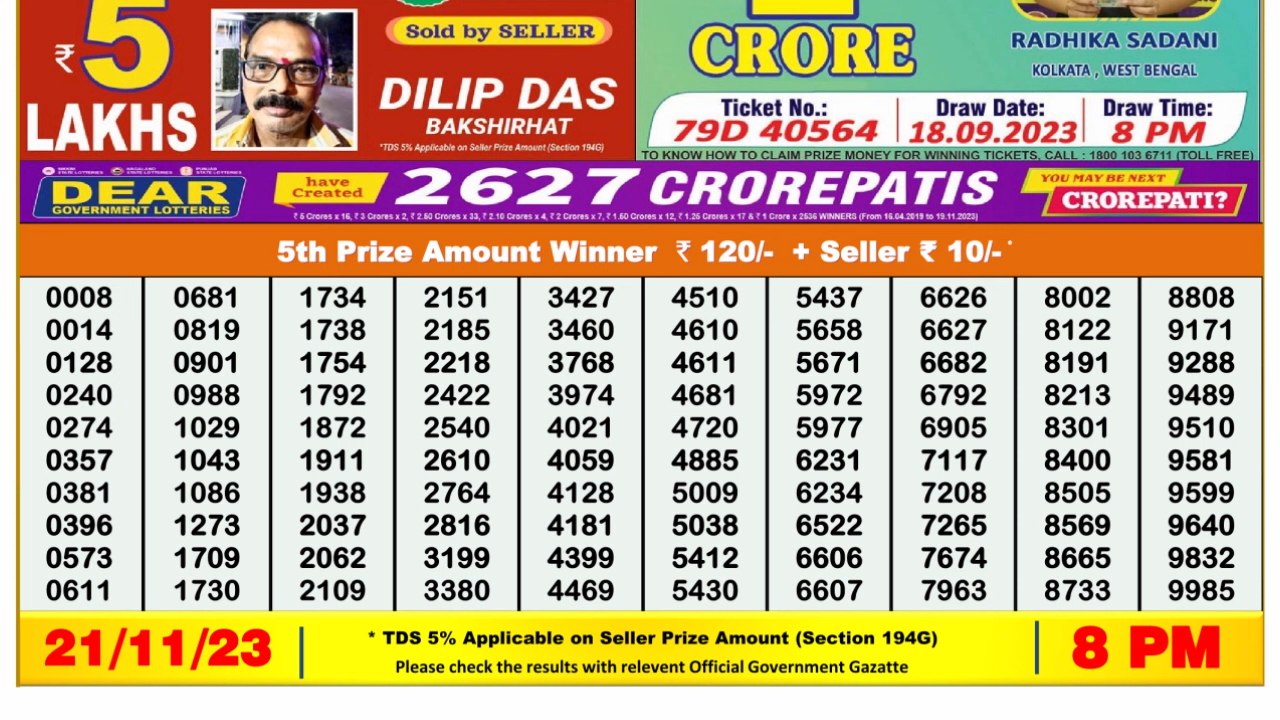 ₹ 5
LAKHS
Sold by SELLER
DILIP DAS
BAKSHIRHAT
*TDS 5% Applicable on Seller Prize Amount (Section 194G)
CRORE
RADHIKA SADANI
KOLKATA , WEST BENGAL
Ticket No.: Draw Date: Draw Time:
79D 40564 18.09.2023 8 PM
TO KNOW HOW TO CLAIM PRIZE MONEY FOR WINNING TICKETS, CALL : 1800 103 6711 (TOLL FREE)
DEAR
GOVERNMENT LOTTERIES
have
Created
2627 CROREPATIS
₹ 5 Crores x 16, ₹ 3 Crores x 2, ₹ 2.50 Crores x 33, ₹ 2.10 Crores x 4, ₹ 2 Crores x 7, ₹ 1.50 Crores x 12, ₹ 1.25 Crores x 17 & ₹ 1 Crore x 2536 WINNERS (From 16.04.2019 to 19.11.2023)
YOU MAY BE NEXT
CROREPATI?
5th Prize Amount Winner ₹ 120/- + Seller ₹ 10/-*
0008 0681 1734 2151 3427 4510 5437 6626 8002 8808
0014 0819 1738 2185 3460 4610 5658 6627 8122 9171
0128 0901 1754 2218 3768 4611 5671 6682 8191 9288
0240 0988 1792 2422 3974 4681 5972 6792 8213 9489
0274 1029 1872 2540 4021 4720 5977 6905 8301 9510
0357 1043 1911 2610 4059 4885 6231 7117 8400 9581
0381 1086 1938 2764 4128 5009 6234 7208 8505 9599
0396 1273 2037 2816 4181 5038 6522 7265 8569 9640
0573 1709 2062 3199 4399 5412 6606 7674 8665 9832
0611 1730 2109 3380 4469 5430 6607 7963 8733 9985
21/11/23
* TDS 5% Applicable on Seller Prize Amount (Section 194G)
Please check the results with relevent Official Government Gazatte
8 PM